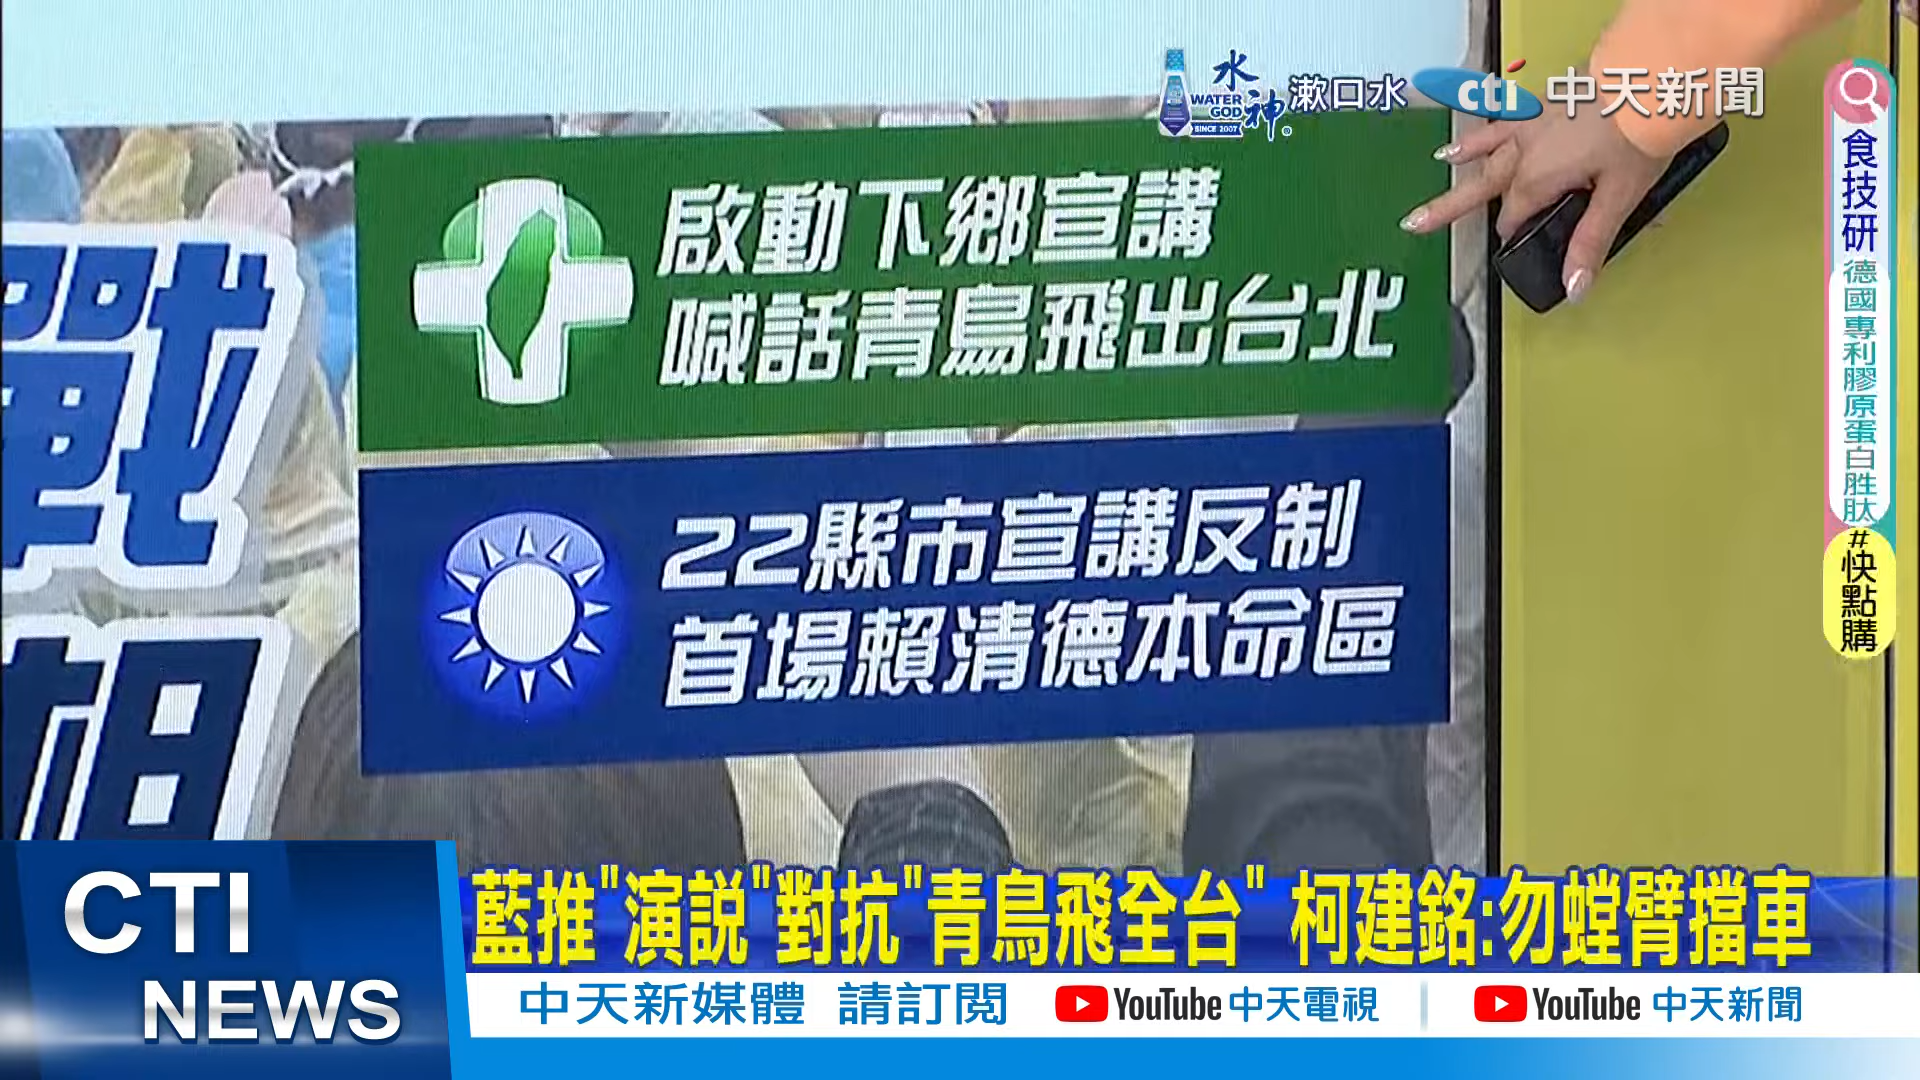 水神
WATER
GOD
SINCE 2007
漱口水
cti
中天新聞
食技研
德國專利膠原蛋白胜肽
#快點購
啟動下鄉宣講
喊話青鳥飛出台北
戰
相
22縣市宣講反制
首場賴清德本命區
CTI
NEWS
藍推"演説"對抗"青鳥飛全台" 柯建銘:勿螳臂擋車
中天新媒體 請訂閲 YouTube 中天電視 | YouTube 中天新聞